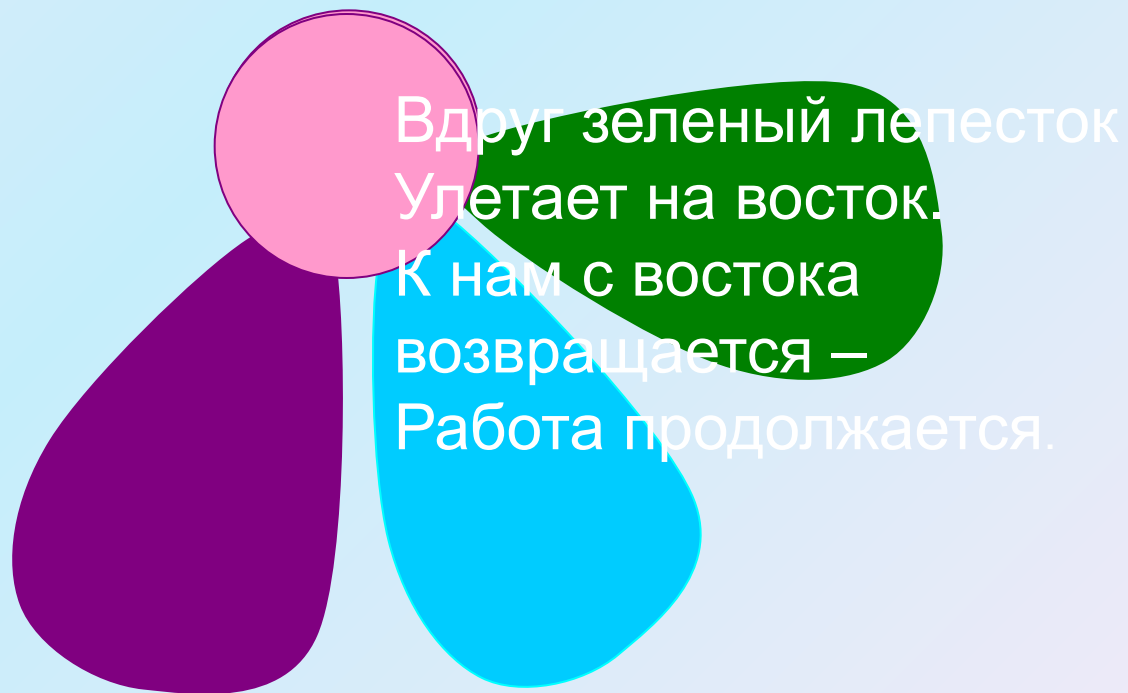 Вдруг зеленый лепесток
Улетает на восток.
К нам с востока
возвращается –
Работа продолжается.